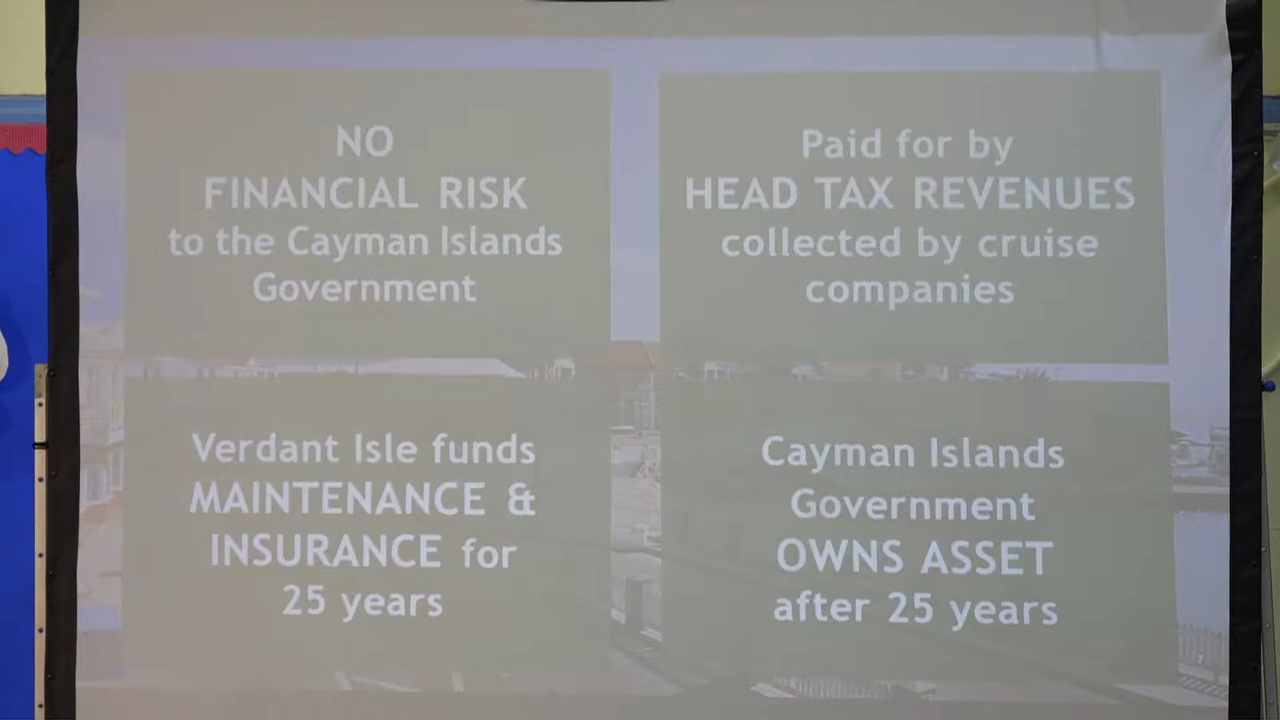 NO
FINANCIAL RISK
to the Cayman Islands
Government
Paid for by
HEAD TAX REVENUES
collected by cruise
companies
Verdant Isle funds
MAINTENANCE &
INSURANCE for
25 years
Cayman Islands
Government
OWNS ASSET
after 25 years